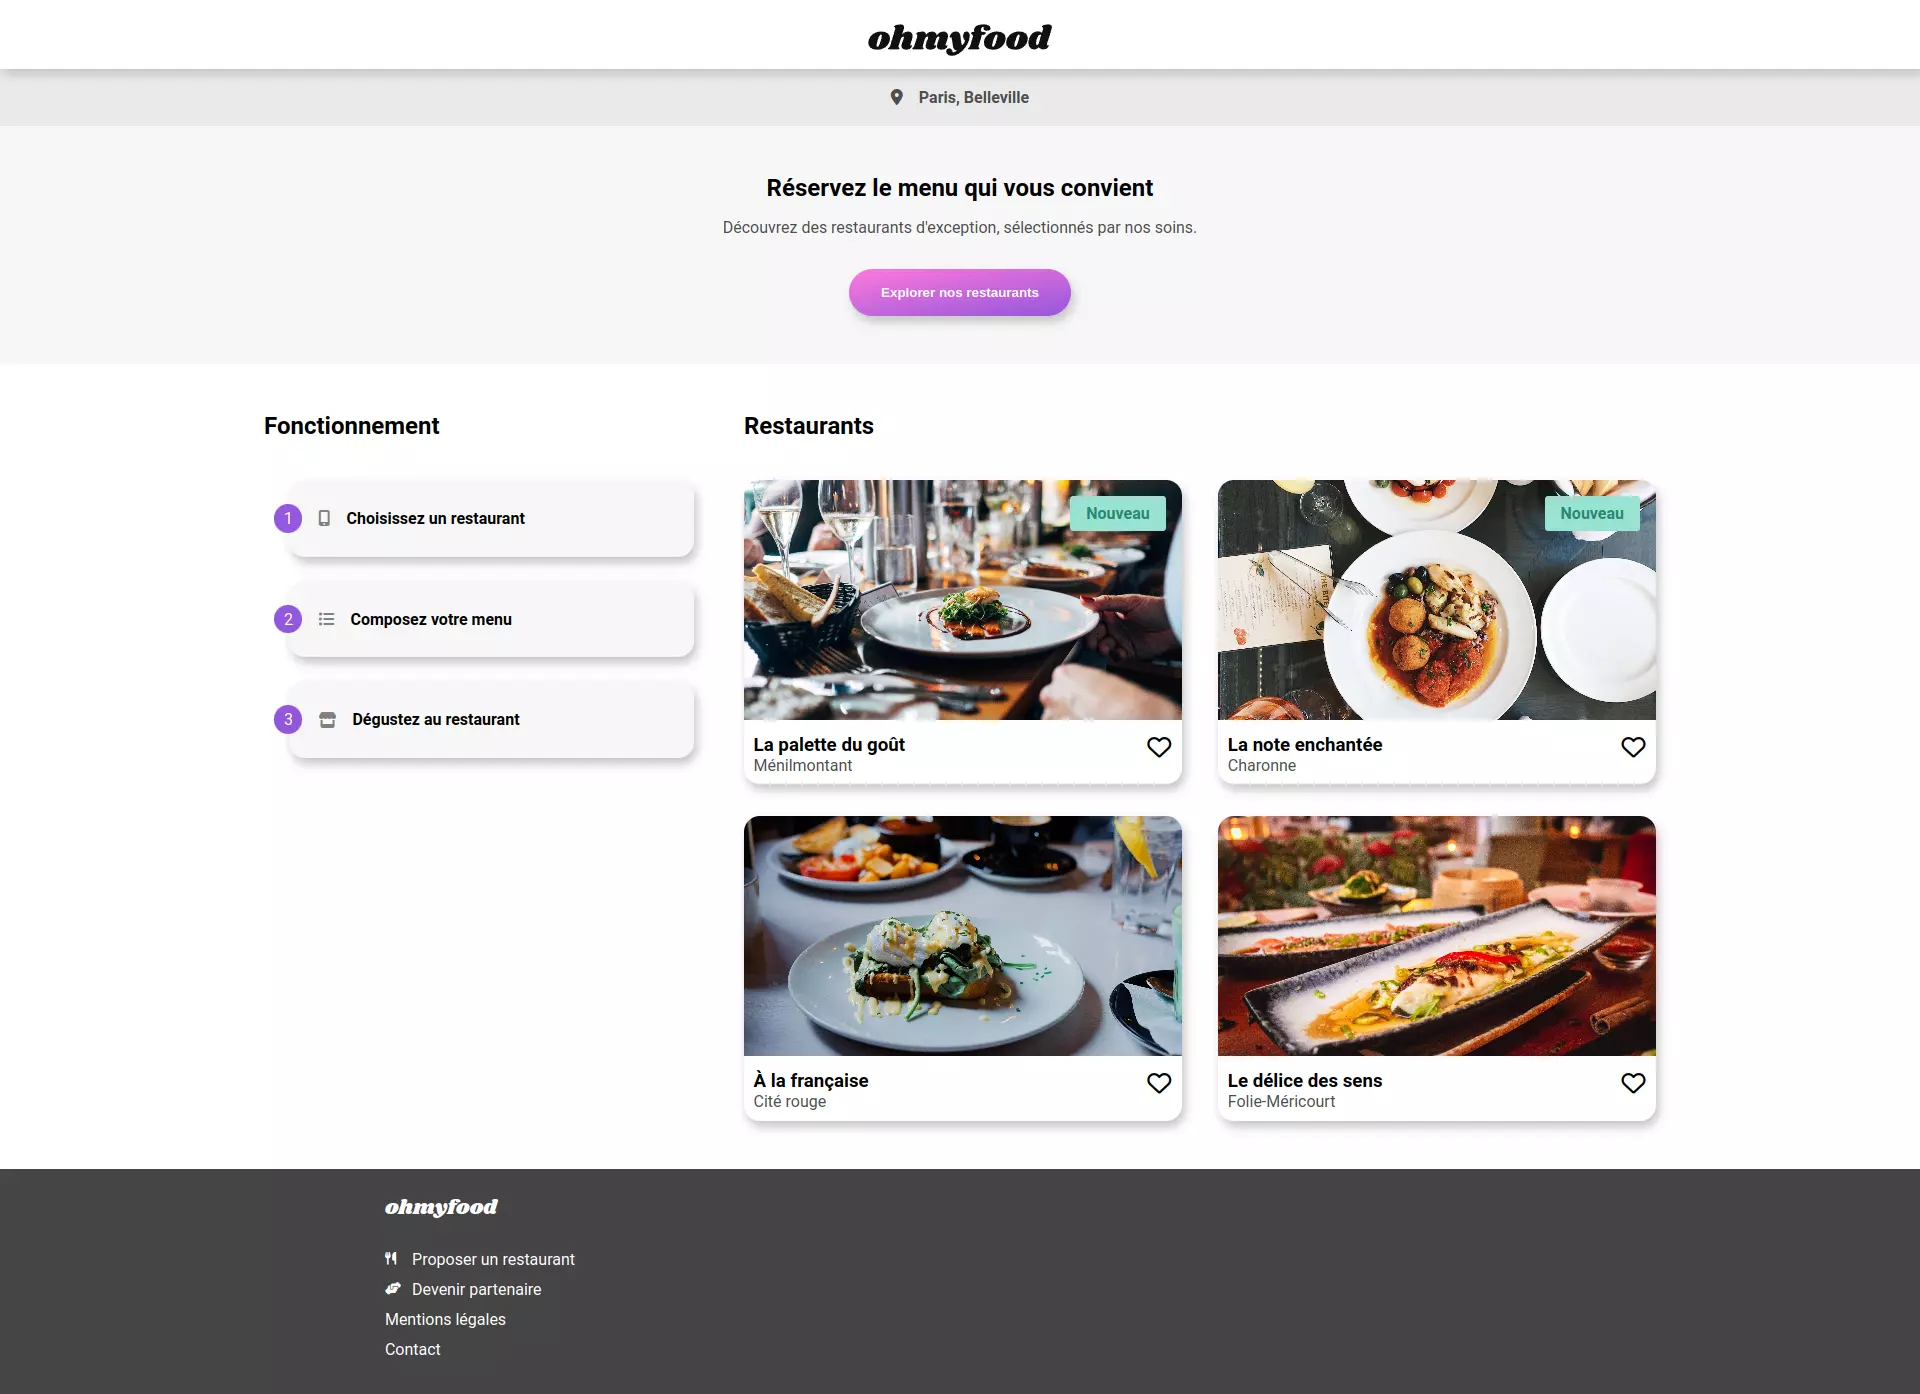 ohmyfood
Paris, Belleville
Réservez le menu qui vous convient
Découvrez des restaurants d'exception, sélectionnés par nos soins.
Explorer nos restaurants
Fonctionnement
1 Choisissez un restaurant
2 Composez votre menu
3 Dégustez au restaurant
Restaurants
Nouveau
La palette du goût
Ménilmontant
Nouveau
La note enchantée
Charonne
À la française
Cité rouge
Le délice des sens
Folie-Méricourt
ohmyfood
Proposer un restaurant
Devenir partenaire
Mentions légales
Contact